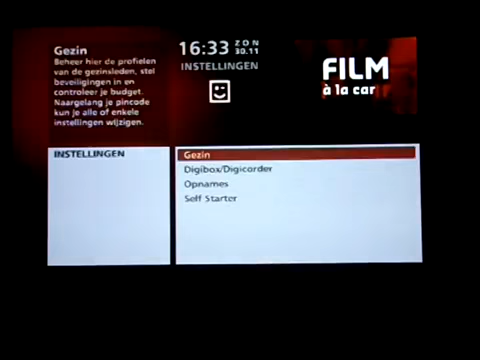 Gezin
Beheer hier de profielen
van de gezinsleden, stel
beveiligingen in en
controleer je budget.
Naargelang je pincode
kun je alle of enkele
instellingen wijzigen.
16:33 ZON
30.11
INSTELLINGEN
FILM
à la car
INSTELLINGEN
Gezin
Digibox/Digicorder
Opnames
Self Starter